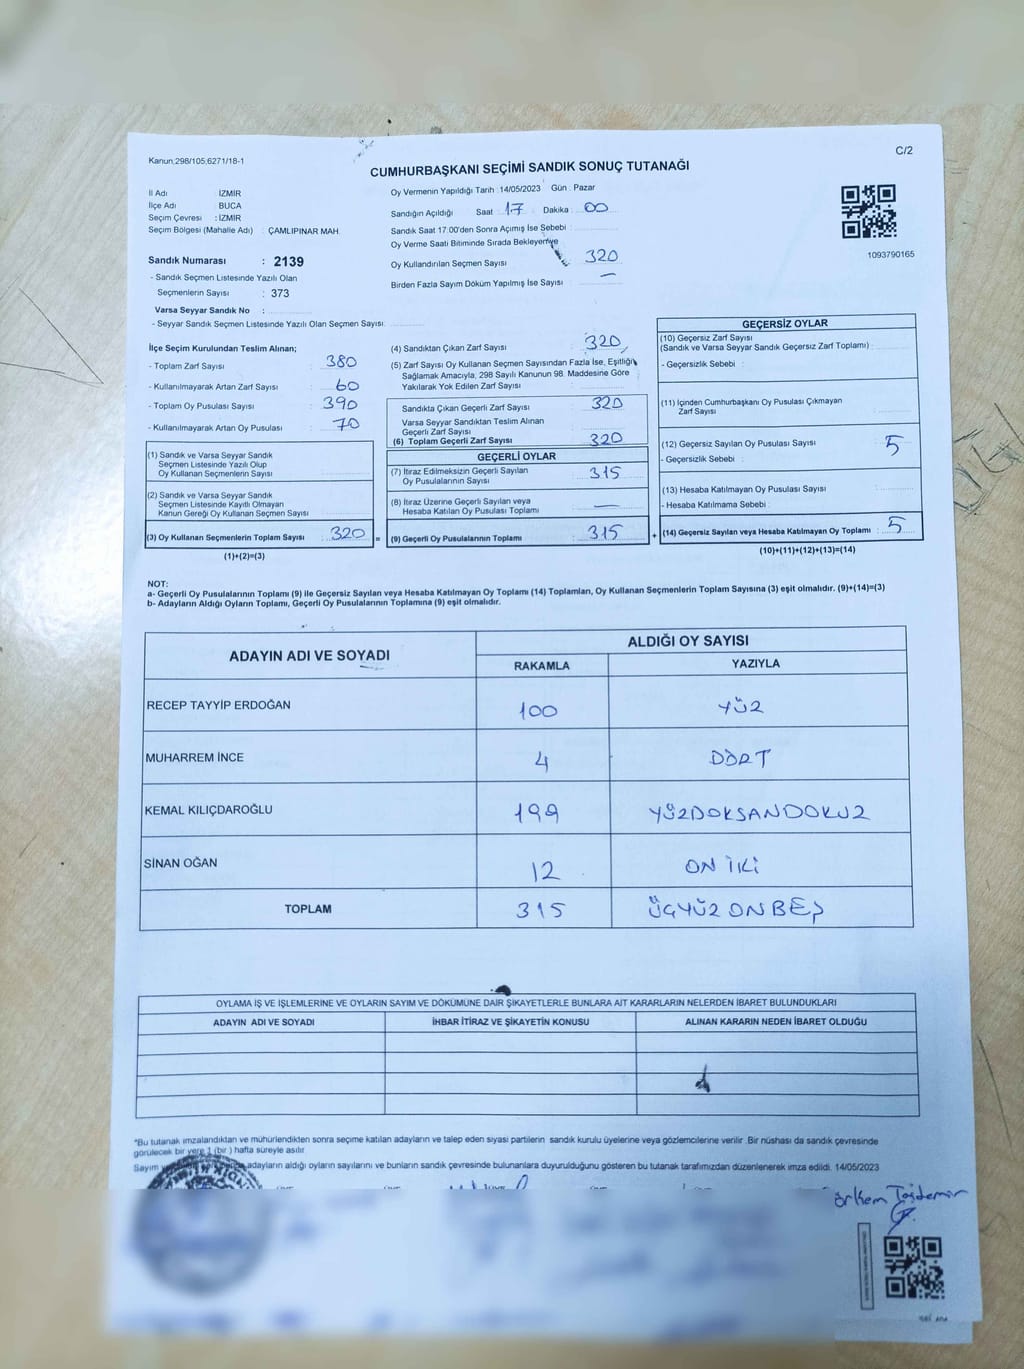 C/2
Kanun,298/105;6271/18-1
CUMHURBAŞKANI SEÇİMİ SANDIK SONUÇ TUTANAĞI
İl Adı İZMİR
İlçe Adı BUCA
Seçim Çevresi : İZMİR
Seçim Bölgesi (Mahalle Adı) : ÇAMLIPINAR MAH.
Oy Vermenin Yapıldığı Tarih :14/05/2023 Gün : Pazar
Sandığın Açıldığı Saat : 17 Dakika : 00
Sandık Saat 17:00'den Sonra Açımış İse Sebebi :
Oy Verme Saati Bitiminde Sırada Bekleyen ve
Oy Kullandırılan Seçmen Sayısı 320
Birden Fazla Sayım Döküm Yapılmış İse Sayısı : —
1093790165
Sandık Numarası : 2139
- Sandık Seçmen Listesinde Yazılı Olan
Seçmenlerin Sayısı : 373
Varsa Seyyar Sandık No :
- Seyyar Sandık Seçmen Listesinde Yazılı Olan Seçmen Sayısı:
İlçe Seçim Kurulundan Teslim Alınan;
- Toplam Zarf Sayısı : 380
- Kullanılmayarak Artan Zarf Sayısı : 60
- Toplam Oy Pusulası Sayısı : 390
- Kullanılmayarak Artan Oy Pusulası : 70
(1) Sandık ve Varsa Seyyar Sandık
Seçmen Listesinde Yazılı Olup
Oy Kullanan Seçmenlerin Sayısı
(2) Sandık ve Varsa Seyyar Sandık
Seçmen Listesinde Kayıtlı Olmayan
Kanun Gereği Oy Kullanan Seçmen Sayısı
(3) Oy Kullanan Seçmenlerin Toplam Sayısı : 320 =
(1)+(2)=(3)
(4) Sandıktan Çıkan Zarf Sayısı : 320
(5) Zarf Sayısı Oy Kullanan Seçmen Sayısından Fazla İse, Eşitliği
Sağlamak Amacıyla, 298 Sayılı Kanunun 98. Maddesine Göre
Yakılarak Yok Edilen Zarf Sayısı :
Sandıkta Çıkan Geçerli Zarf Sayısı : 320
Varsa Seyyar Sandıktan Teslim Alınan
Geçerli Zarf Sayısı :
(6) Toplam Geçerli Zarf Sayısı : 320
GEÇERLİ OYLAR
(7) İtiraz Edilmeksizin Geçerli Sayılan
Oy Pusulalarının Sayısı : 315
(8) İtiraz Üzerine Geçerli Sayılan veya
Hesaba Katılan Oy Pusulası Toplamı : —
(9) Geçerli Oy Pusulalarının Toplamı : 315 +
GEÇERSİZ OYLAR
(10) Geçersiz Zarf Sayısı
(Sandık ve Varsa Seyyar Sandık Geçersiz Zarf Toplamı) :
- Geçersizlik Sebebi :
(11) İçinden Cumhurbaşkanı Oy Pusulası Çıkmayan
Zarf Sayısı :
(12) Geçersiz Sayılan Oy Pusulası Sayısı : 5
- Geçersizlik Sebebi :
(13) Hesaba Katılmayan Oy Pusulası Sayısı :
- Hesaba Katılmama Sebebi :
(14) Geçersiz Sayılan veya Hesaba Katılmayan Oy Toplamı : 5
(10)+(11)+(12)+(13)=(14)
NOT:
a- Geçerli Oy Pusulalarının Toplamı (9) ile Geçersiz Sayılan veya Hesaba Katılmayan Oy Toplamı (14) Toplamları, Oy Kullanan Seçmenlerin Toplam Sayısına (3) eşit olmalıdır. (9)+(14)=(3)
b- Adayların Aldığı Oyların Toplamı, Geçerli Oy Pusulalarının Toplamına (9) eşit olmalıdır.
ADAYIN ADI VE SOYADI ALDIĞI OY SAYISI
RAKAMLA YAZIYLA
RECEP TAYYİP ERDOĞAN 100 YÜZ
MUHARREM İNCE 4 DÖRT
KEMAL KILIÇDAROĞLU 199 YÜZDOKSANDOKUZ
SİNAN OĞAN 12 ON İKİ
TOPLAM 315 ÜÇYÜZ ONBEŞ
OYLAMA İŞ VE İŞLEMLERİNE VE OYLARIN SAYIM VE DÖKÜMÜNE DAİR ŞİKAYETLERLE BUNLARA AİT KARARLARIN NELERDEN İBARET BULUNDUKLARI
ADAYIN ADI VE SOYADI İHBAR İTİRAZ VE ŞİKAYETİN KONUSU ALINAN KARARIN NEDEN İBARET OLDUĞU
*Bu tutanak imzalandıktan ve mühürlendikten sonra seçime katılan adayların ve talep eden siyasi partilerin sandık kurulu üyelerine veya gözlemcilerine verilir. Bir nüshası da sandık çevresinde
görülecek bir yere 1 (bir) hafta süreyle asılır.
Sayım adayların aldığı oyların sayılarını ve bunların sandık çevresinde bulunanlara duyurulduğunu gösteren bu tutanak tarafımızdan düzenlenerek imza edildi. 14/05/2023
Görkem Taşdemir